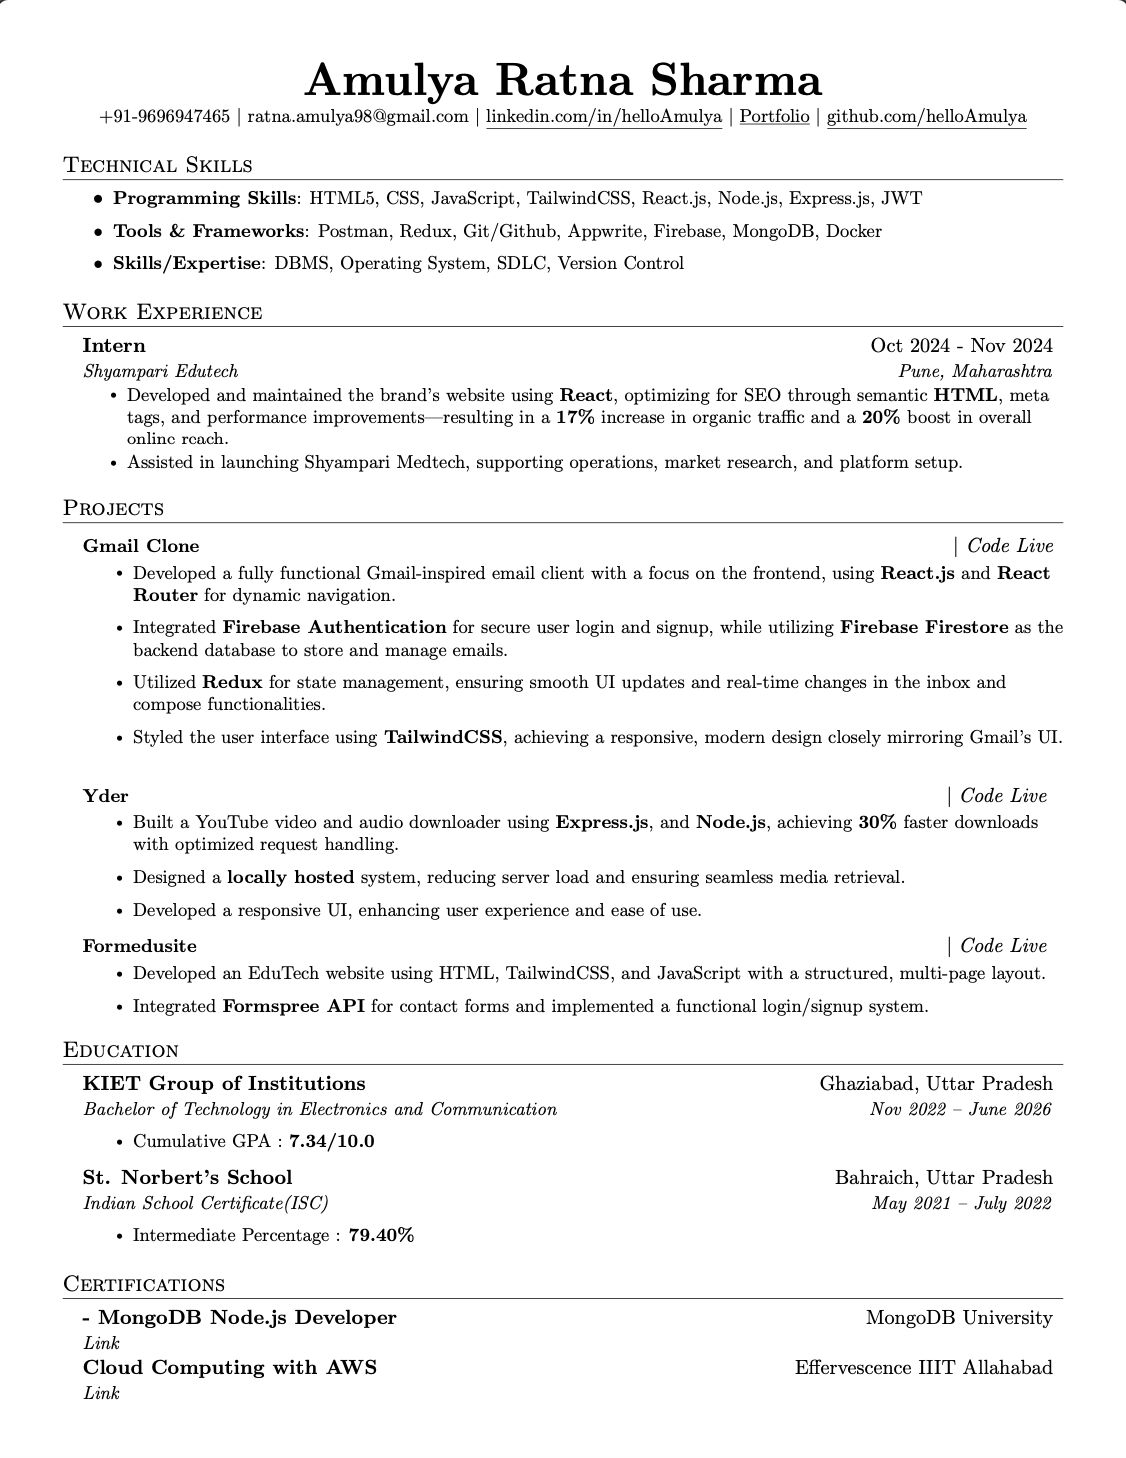 Amulya Ratna Sharma
+91-9696947465 | ratna.amulya98@gmail.com | linkedin.com/in/helloAmulya | Portfolio | github.com/helloAmulya
Technical Skills
• Programming Skills: HTML5, CSS, JavaScript, TailwindCSS, React.js, Node.js, Express.js, JWT
• Tools & Frameworks: Postman, Redux, Git/Github, Appwrite, Firebase, MongoDB, Docker
• Skills/Expertise: DBMS, Operating System, SDLC, Version Control
Work Experience
Intern Oct 2024 - Nov 2024
Shyampari Edutech Pune, Maharashtra
• Developed and maintained the brand's website using React, optimizing for SEO through semantic HTML, meta
tags, and performance improvements—resulting in a 17% increase in organic traffic and a 20% boost in overall
online reach.
• Assisted in launching Shyampari Medtech, supporting operations, market research, and platform setup.
Projects
Gmail Clone | Code Live
• Developed a fully functional Gmail-inspired email client with a focus on the frontend, using React.js and React
Router for dynamic navigation.
• Integrated Firebase Authentication for secure user login and signup, while utilizing Firebase Firestore as the
backend database to store and manage emails.
• Utilized Redux for state management, ensuring smooth UI updates and real-time changes in the inbox and
compose functionalities.
• Styled the user interface using TailwindCSS, achieving a responsive, modern design closely mirroring Gmail's UI.
Yder | Code Live
• Built a YouTube video and audio downloader using Express.js, and Node.js, achieving 30% faster downloads
with optimized request handling.
• Designed a locally hosted system, reducing server load and ensuring seamless media retrieval.
• Developed a responsive UI, enhancing user experience and ease of use.
Formedusite | Code Live
• Developed an EduTech website using HTML, TailwindCSS, and JavaScript with a structured, multi-page layout.
• Integrated Formspree API for contact forms and implemented a functional login/signup system.
Education
KIET Group of Institutions Ghaziabad, Uttar Pradesh
Bachelor of Technology in Electronics and Communication Nov 2022 – June 2026
• Cumulative GPA : 7.34/10.0
St. Norbert's School Bahraich, Uttar Pradesh
Indian School Certificate(ISC) May 2021 – July 2022
• Intermediate Percentage : 79.40%
Certifications
- MongoDB Node.js Developer MongoDB University
Link
Cloud Computing with AWS Effervescence IIIT Allahabad
Link